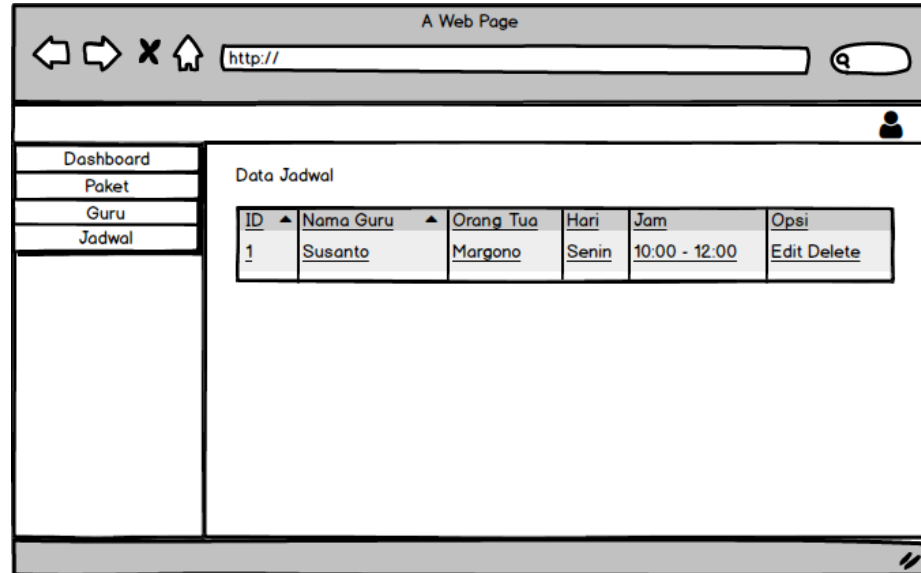 A Web Page
http://
Dashboard
Paket
Guru
Jadwal
Data Jadwal
ID Nama Guru Orang Tua Hari Jam Opsi
1 Susanto Margono Senin 10:00 - 12:00 Edit Delete